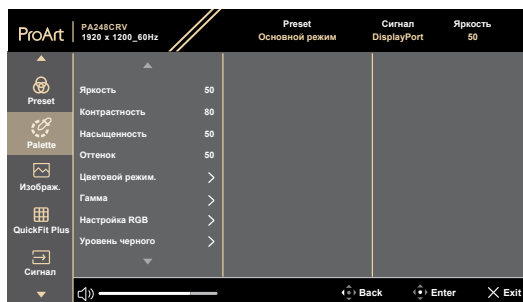 ProArt
PA248CRV
1920 x 1200_60Hz
Preset
Основной режим
Сигнал
DisplayPort
Яркость
50
Preset
Palette
Изображ.
QuickFit Plus
Сигнал
Яркость 50
Контрастность 80
Насыщенность 50
Оттенок 50
Цветовой режим.
Гамма
Настройка RGB
Уровень черного
Back
Enter
Exit